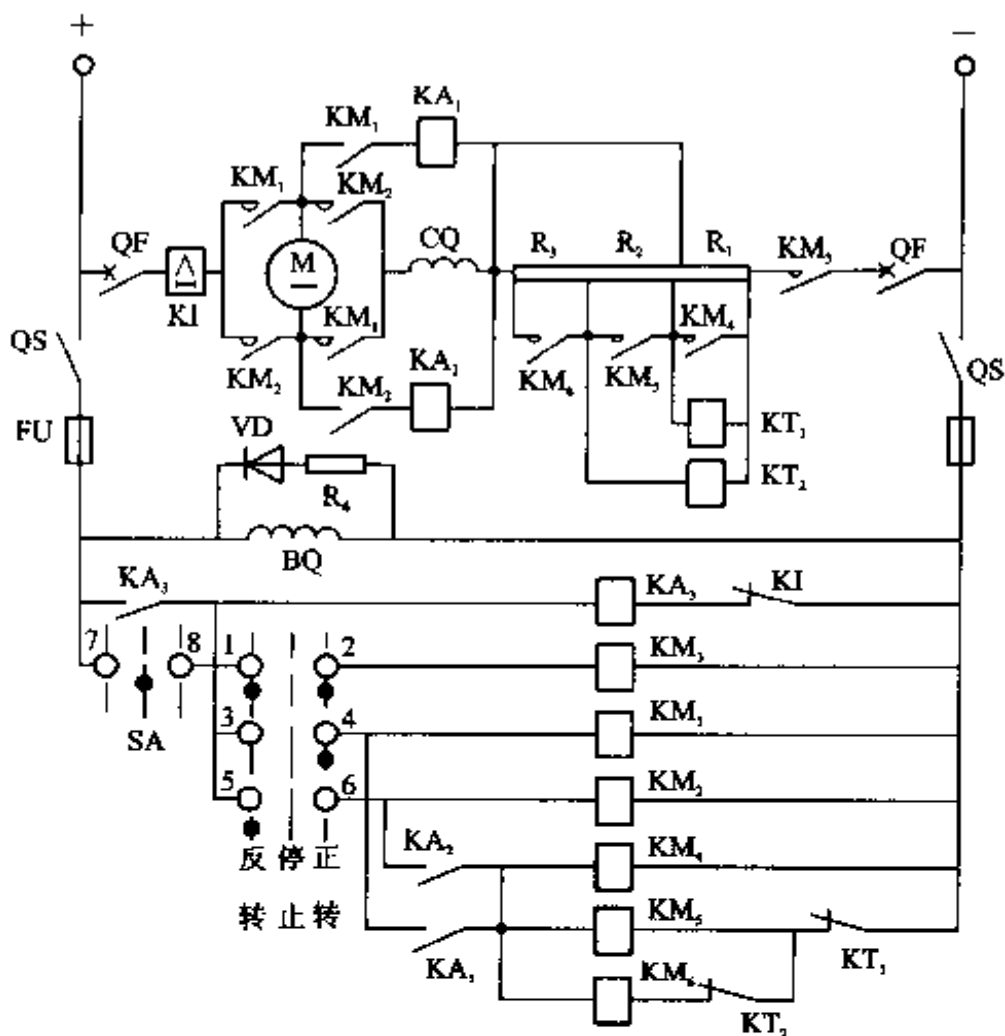 + −
KM₁ KA₁
KM₁ KM₂
QF M CQ R₃ R₂ R₁ KM₃ QF
KI
QS KM₂ KM₁ KM₆ KM₅ KM₄ QS
KM₂ KA₁
FU VD KT₁
R₄ KT₂
BQ
KA₃ KA₃ KI
7 8 1 2 KM₃
SA 3 4 KM₁
5 6 KM₂
KA₂ KM₄
反 停 正
转 止 转 KM₅
KA₁ KT₁
KM₆
KT₂